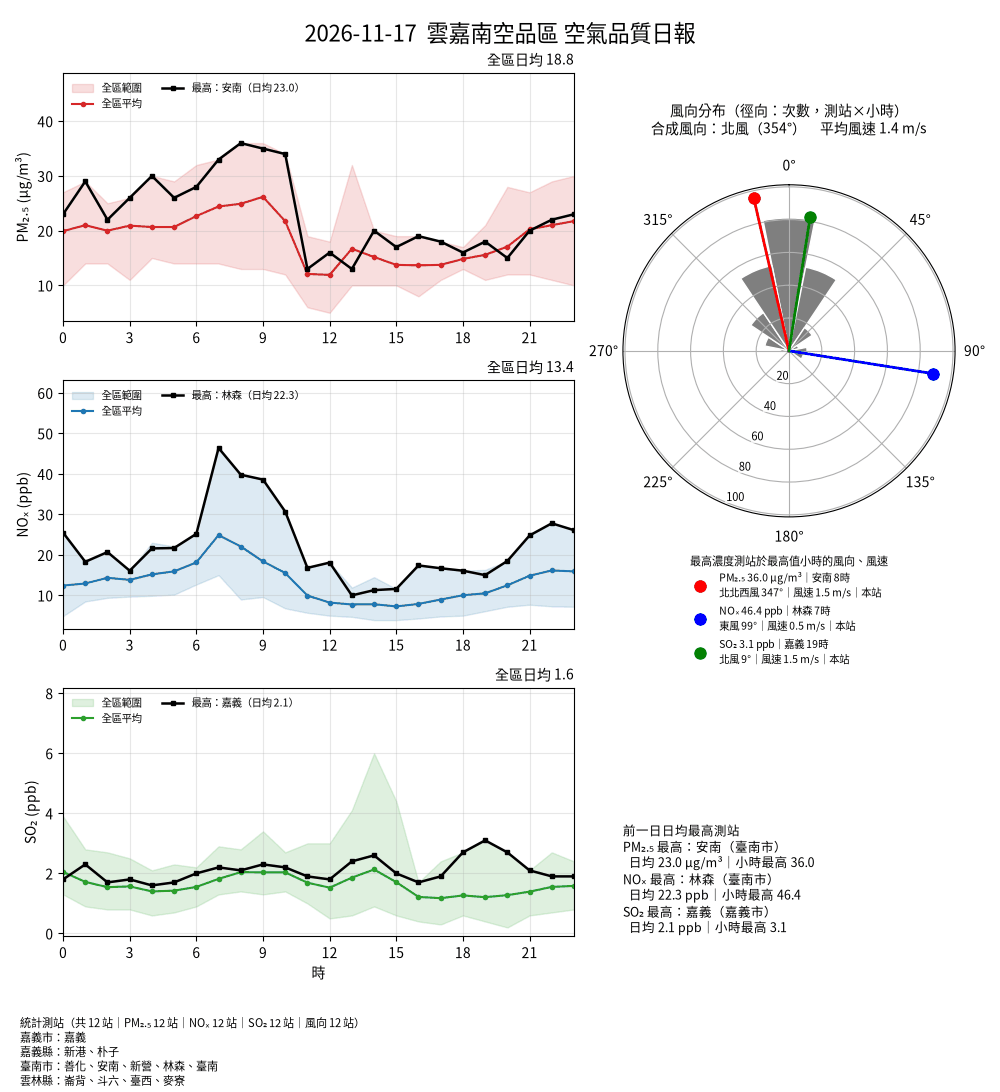 2026-11-17 雲嘉南空品區 空氣品質日報
全區日均 18.8
全區範圍
全區平均
最高：安南（日均 23.0）
PM₂.₅ (μg/m³)
40
30
20
10
0 3 6 9 12 15 18 21
全區日均 13.4
全區範圍
全區平均
最高：林森（日均 22.3）
NOₓ (ppb)
60
50
40
30
20
10
0 3 6 9 12 15 18 21
全區日均 1.6
全區範圍
全區平均
最高：嘉義（日均 2.1）
SO₂ (ppb)
8
6
4
2
0
0 3 6 9 12 15 18 21
時
風向分布（徑向：次數，測站×小時）
合成風向：北風（354°） 平均風速 1.4 m/s
0°
315° 45°
270° 90°
225° 135°
180°
20
40
60
80
100
最高濃度測站於最高值小時的風向、風速
PM₂.₅ 36.0 μg/m³｜安南 8時
北北西風 347°｜風速 1.5 m/s｜本站
NOₓ 46.4 ppb｜林森 7時
東風 99°｜風速 0.5 m/s｜本站
SO₂ 3.1 ppb｜嘉義 19時
北風 9°｜風速 1.5 m/s｜本站
前一日日均最高測站
PM₂.₅ 最高：安南（臺南市）
日均 23.0 μg/m³｜小時最高 36.0
NOₓ 最高：林森（臺南市）
日均 22.3 ppb｜小時最高 46.4
SO₂ 最高：嘉義（嘉義市）
日均 2.1 ppb｜小時最高 3.1
統計測站（共 12 站｜PM₂.₅ 12 站｜NOₓ 12 站｜SO₂ 12 站｜風向 12 站）
嘉義市：嘉義
嘉義縣：新港、朴子
臺南市：善化、安南、新營、林森、臺南
雲林縣：崙背、斗六、臺西、麥寮